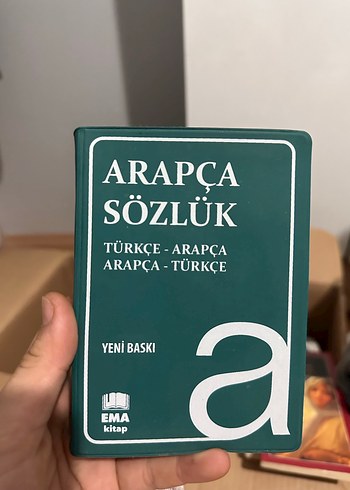 ARAPÇA
SÖZLÜK
TÜRKÇE - ARAPÇA
ARAPÇA - TÜRKÇE
YENİ BASKI
a
EMA
kitap